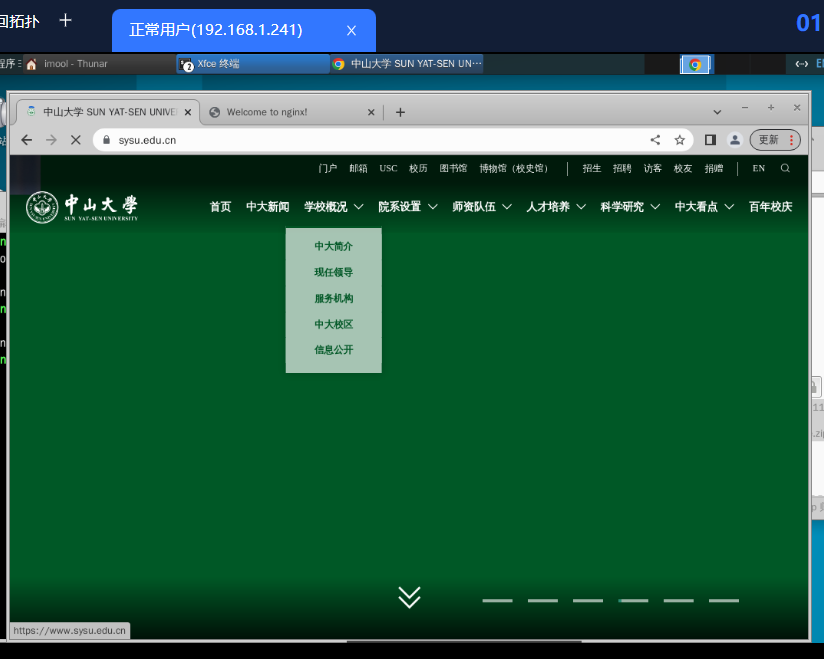 间拓扑
正常用户(192.168.1.241)
01
程序
imool - Thunar
2
Xfce 终端
中山大学 SUN YAT-SEN UN···
中山大学 SUN YAT-SEN UNIVE
Welcome to nginx!
sysu.edu.cn
更新
门户
邮箱
USC
校历
图书馆
博物馆（校史馆）
招生
招聘
访客
校友
捐赠
EN
中山大學
SUN YAT-SEN UNIVERSITY
首页
中大新闻
学校概况
院系设置
师资队伍
人才培养
科学研究
中大看点
百年校庆
中大简介
现任领导
服务机构
中大校区
信息公开
11
.zip
https://www.sysu.edu.cn